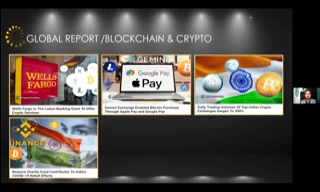 GLOBAL REPORT /BLOCKCHAIN & CRYPTO
WELLS
FARGO
GEMINI
Google Pay
Pay
Wells Fargo Is The Latest Banking Giant To Offer
Crypto Services
Gemini Exchange Enabled Bitcoin Purchase
Through Apple Pay and Google Pay
Daily Trading Volumes Of Top Indian Crypto
Exchanges Surges To 500%
BINANCE
Binance Charity Fund Contributes To India's
COVID-19 Relief Efforts